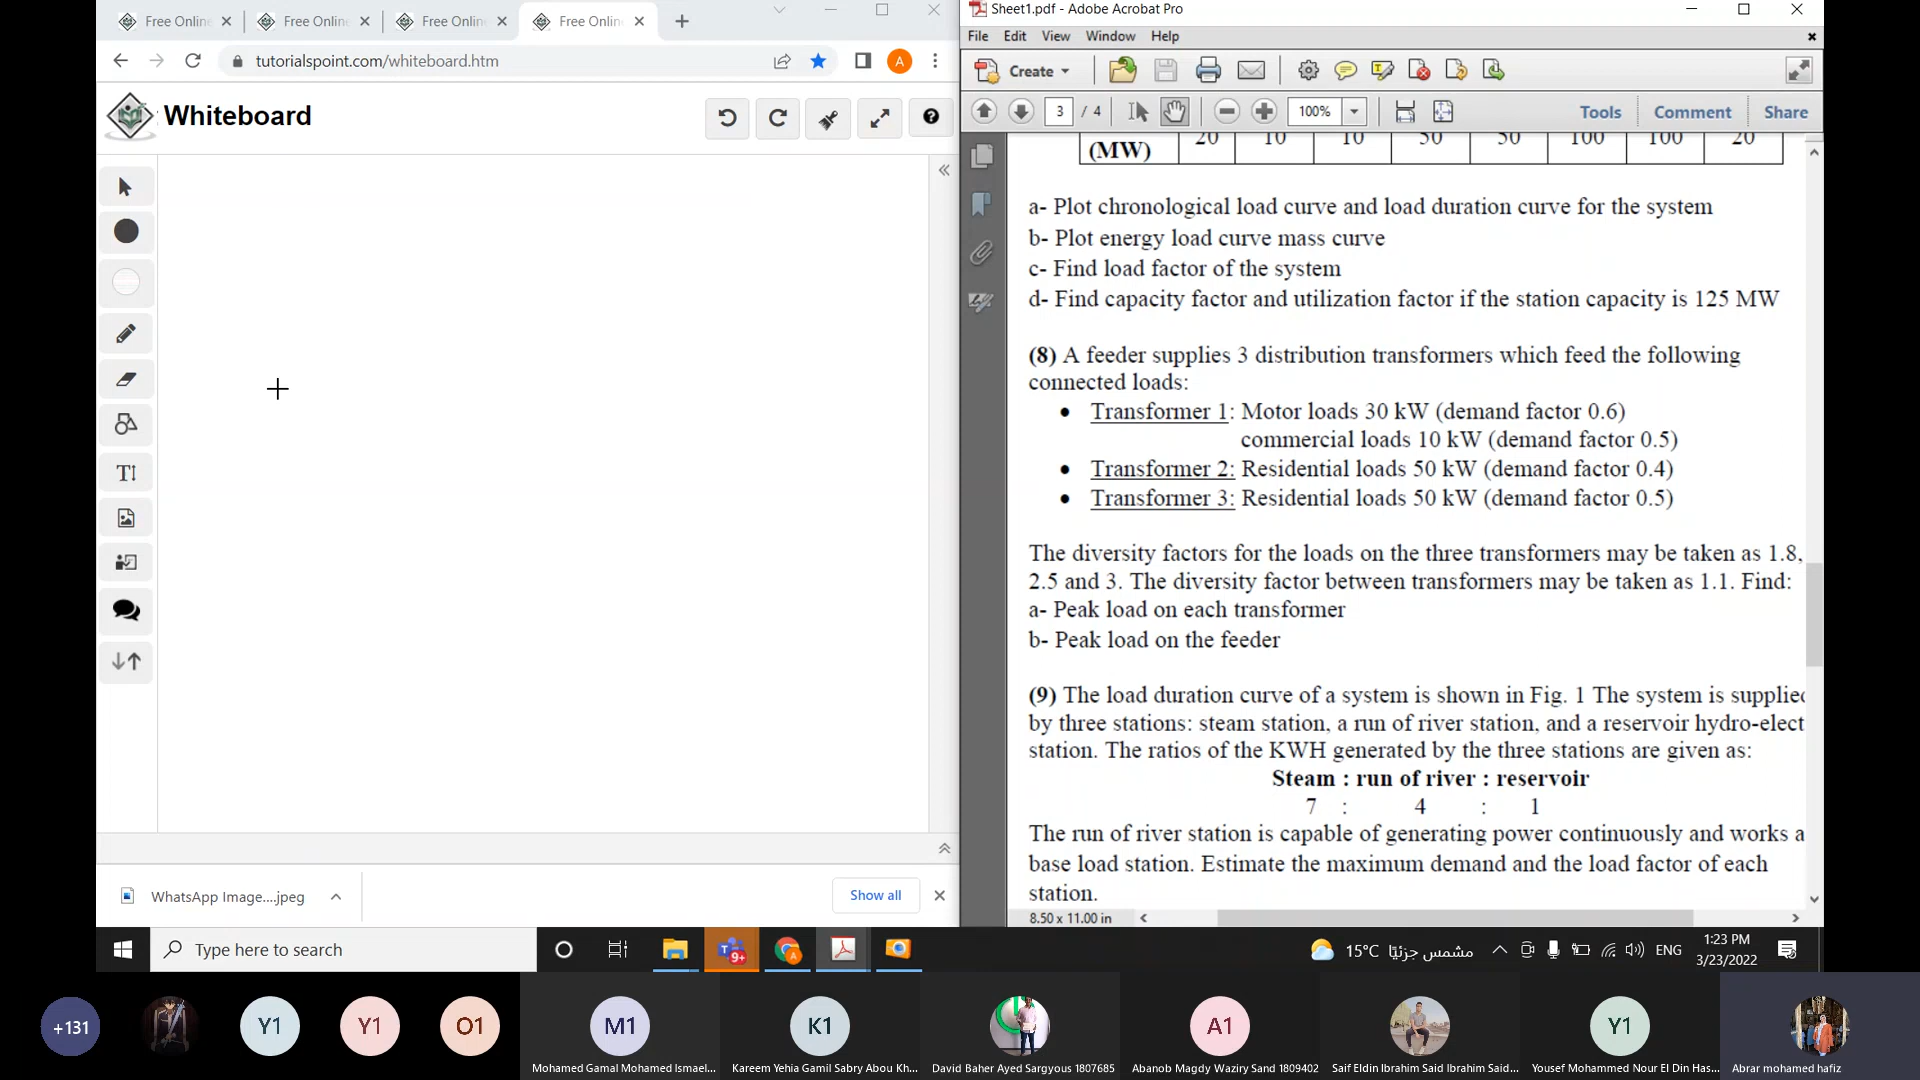 Free Online
Free Online
Free Online
Free Online
Sheet1.pdf - Adobe Acrobat Pro
File Edit View Window Help
tutorialspoint.com/whiteboard.htm
A
Create
Whiteboard
3 / 4
100%
Tools
Comment
Share
(MW) 20 10 10 50 50 100 100 20
a- Plot chronological load curve and load duration curve for the system
b- Plot energy load curve mass curve
c- Find load factor of the system
d- Find capacity factor and utilization factor if the station capacity is 125 MW
(8) A feeder supplies 3 distribution transformers which feed the following
connected loads:
• Transformer 1: Motor loads 30 kW (demand factor 0.6)
commercial loads 10 kW (demand factor 0.5)
• Transformer 2: Residential loads 50 kW (demand factor 0.4)
• Transformer 3: Residential loads 50 kW (demand factor 0.5)
The diversity factors for the loads on the three transformers may be taken as 1.8,
2.5 and 3. The diversity factor between transformers may be taken as 1.1. Find:
a- Peak load on each transformer
b- Peak load on the feeder
(9) The load duration curve of a system is shown in Fig. 1 The system is supplied
by three stations: steam station, a run of river station, and a reservoir hydro-elect
station. The ratios of the KWH generated by the three stations are given as:
Steam : run of river : reservoir
7 : 4 : 1
The run of river station is capable of generating power continuously and works a
base load station. Estimate the maximum demand and the load factor of each
station.
8.50 x 11.00 in
WhatsApp Image....jpeg
Show all
Type here to search
9+
15°C مشمس جزئيًا
ENG
1:23 PM
3/23/2022
+131
Y1
Y1
O1
M1
K1
A1
Y1
Mohamed Gamal Mohamed Ismael...
Kareem Yehia Gamil Sabry Abou Kh...
David Baher Ayed Sargyous 1807685
Abanob Magdy Waziry Sand 1809402
Saif Eldin Ibrahim Said Ibrahim Said...
Yousef Mohammed Nour El Din Has...
Abrar mohamed hafiz